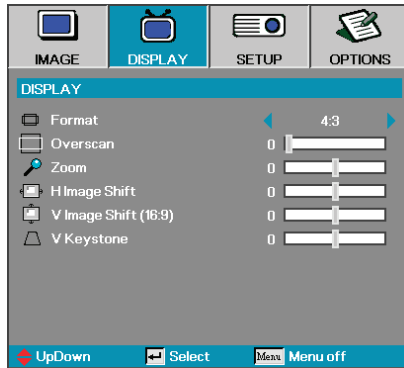 IMAGE DISPLAY SETUP OPTIONS
DISPLAY
Format 4:3
Overscan 0
Zoom 0
H Image Shift 0
V Image Shift (16:9) 0
V Keystone 0
UpDown Select Menu Menu off